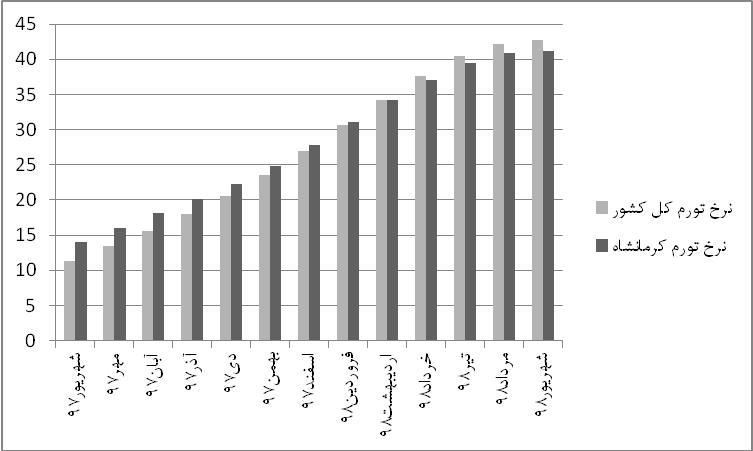 45
40
35
30
25
20
15
10
5
0
شهریور۹۷
مهر۹۷
آبان۹۷
آذر۹۷
دی۹۷
بهمن۹۷
اسفند۹۷
فروردین۹۸
اردیبهشت۹۸
خرداد۹۸
تیر۹۸
مرداد۹۸
شهریور۹۸
نرخ تورم کل کشور
نرخ تورم کرمانشاه